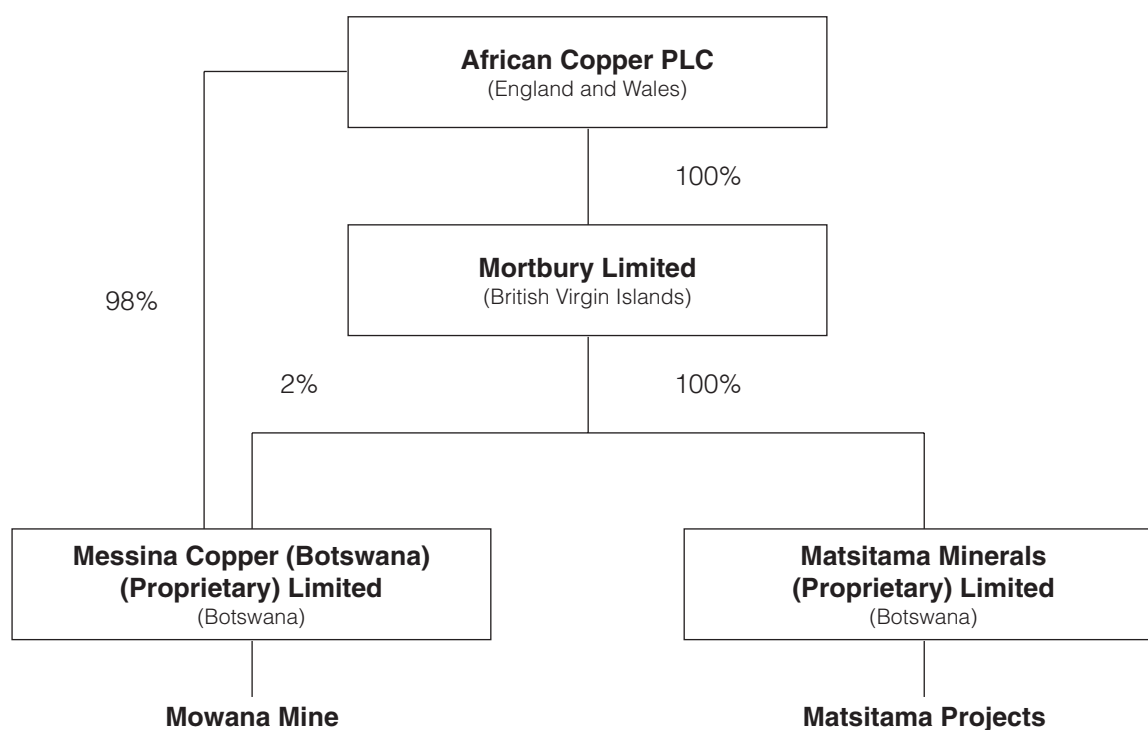 African Copper PLC
(England and Wales)
100%
Mortbury Limited
(British Virgin Islands)
98%
2%
100%
Messina Copper (Botswana)
(Proprietary) Limited
(Botswana)
Matsitama Minerals
(Proprietary) Limited
(Botswana)
Mowana Mine
Matsitama Projects